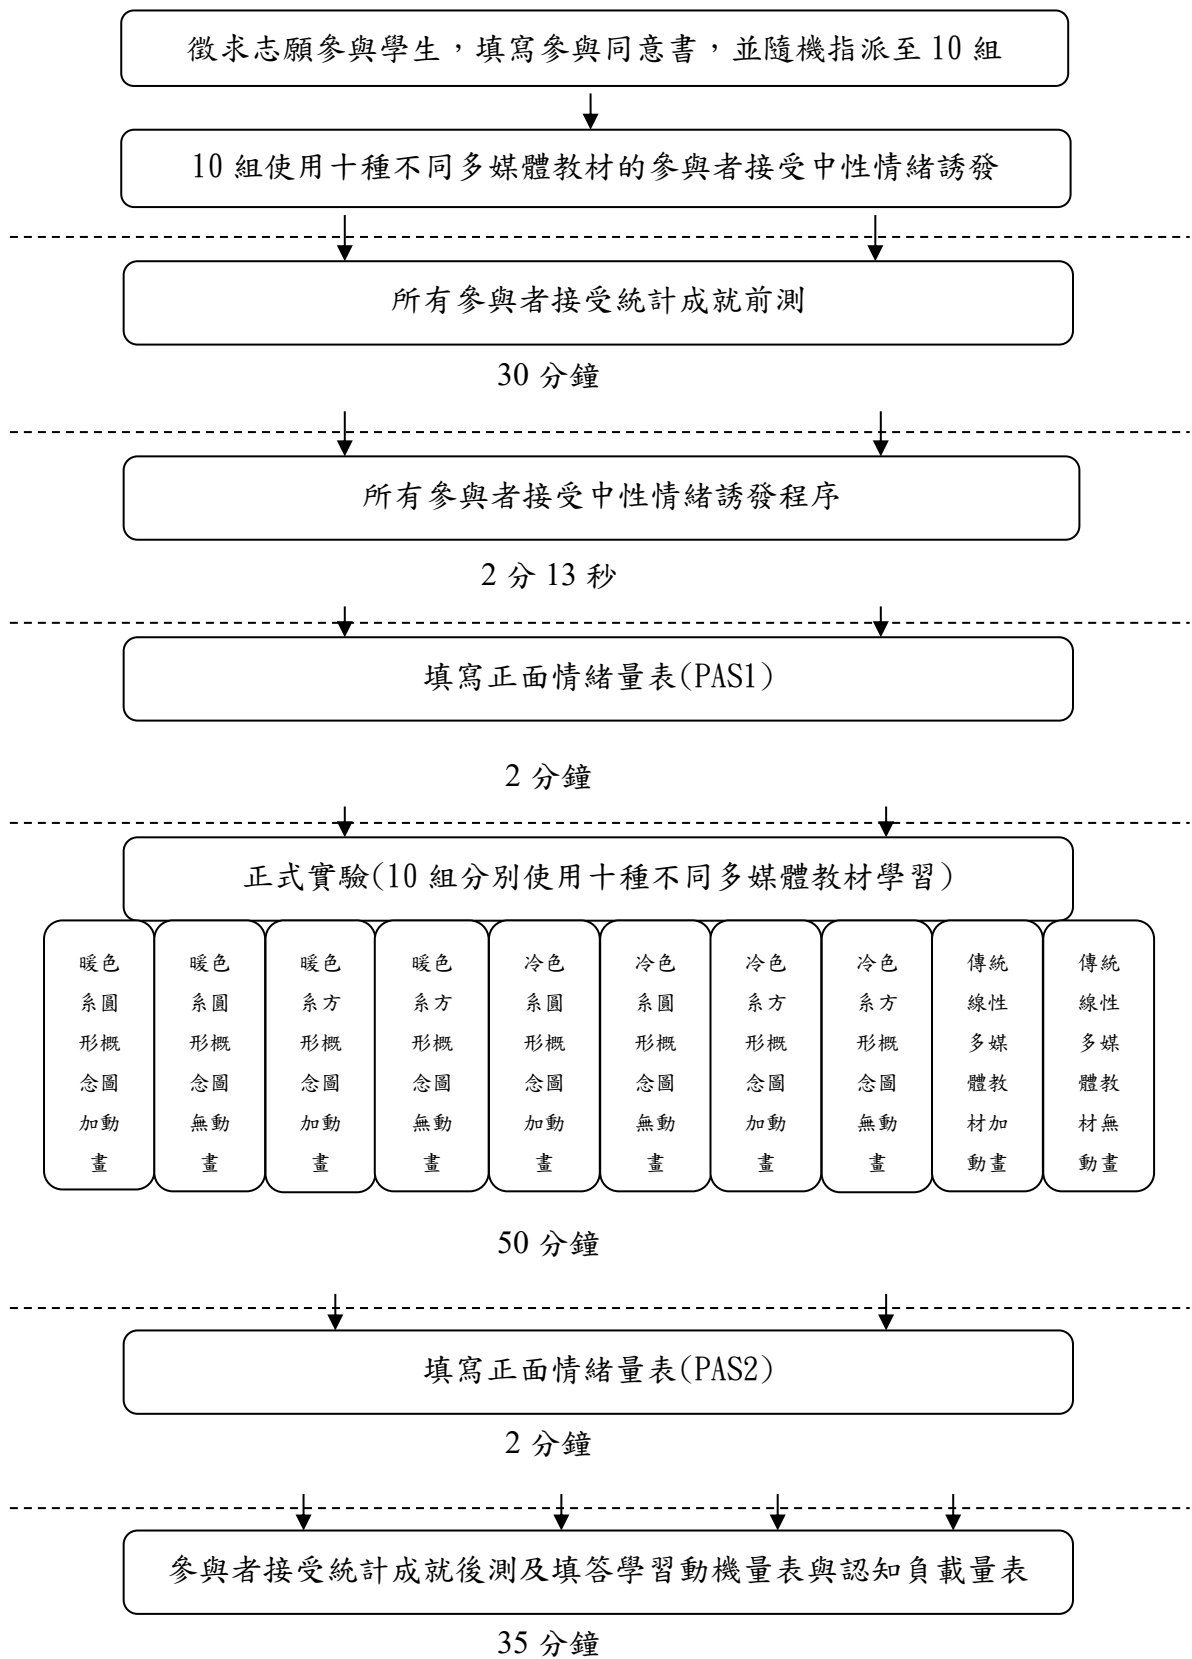 徵求志願參與學生，填寫參與同意書，並隨機指派至 10 組
10 組使用十種不同多媒體教材的參與者接受中性情緒誘發
所有參與者接受統計成就前測
30 分鐘
所有參與者接受中性情緒誘發程序
2 分 13 秒
填寫正面情緒量表(PAS1)
2 分鐘
正式實驗(10 組分別使用十種不同多媒體教材學習)
暖色
系圓
形概
念圖
加動
畫
暖色
系圓
形概
念圖
無動
畫
暖色
系方
形概
念圖
加動
畫
暖色
系方
形概
念圖
無動
畫
冷色
系圓
形概
念圖
加動
畫
冷色
系圓
形概
念圖
無動
畫
冷色
系方
形概
念圖
加動
畫
冷色
系方
形概
念圖
無動
畫
傳統
線性
多媒
體教
材加
動畫
傳統
線性
多媒
體教
材無
動畫
50 分鐘
填寫正面情緒量表(PAS2)
2 分鐘
參與者接受統計成就後測及填答學習動機量表與認知負載量表
35 分鐘